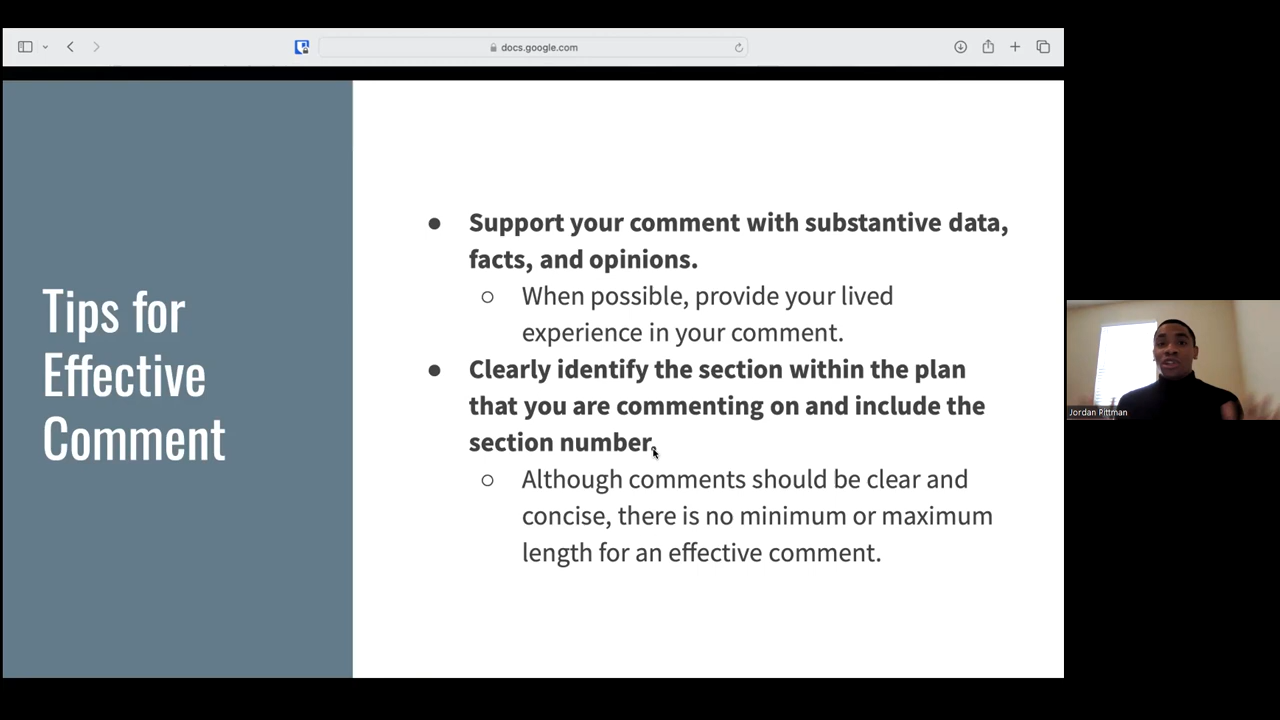 docs.google.com
Tips for
Effective
Comment
● Support your comment with substantive data,
facts, and opinions.
○ When possible, provide your lived
experience in your comment.
● Clearly identify the section within the plan
that you are commenting on and include the
section number.
○ Although comments should be clear and
concise, there is no minimum or maximum
length for an effective comment.
Jordan Pittman